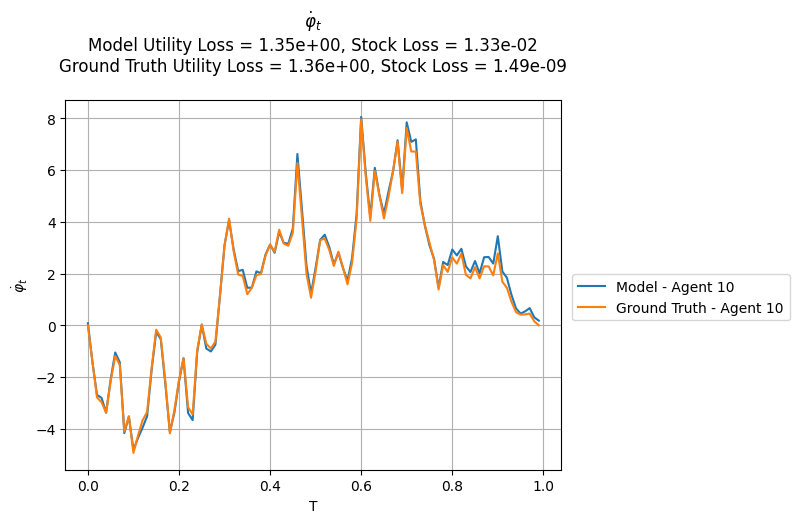 φ̇ₜ
Model Utility Loss = 1.35e+00, Stock Loss = 1.33e-02
Ground Truth Utility Loss = 1.36e+00, Stock Loss = 1.49e-09
8
6
4
2
0
−2
−4
φ̇ₜ
0.0 0.2 0.4 0.6 0.8 1.0
T
Model - Agent 10
Ground Truth - Agent 10